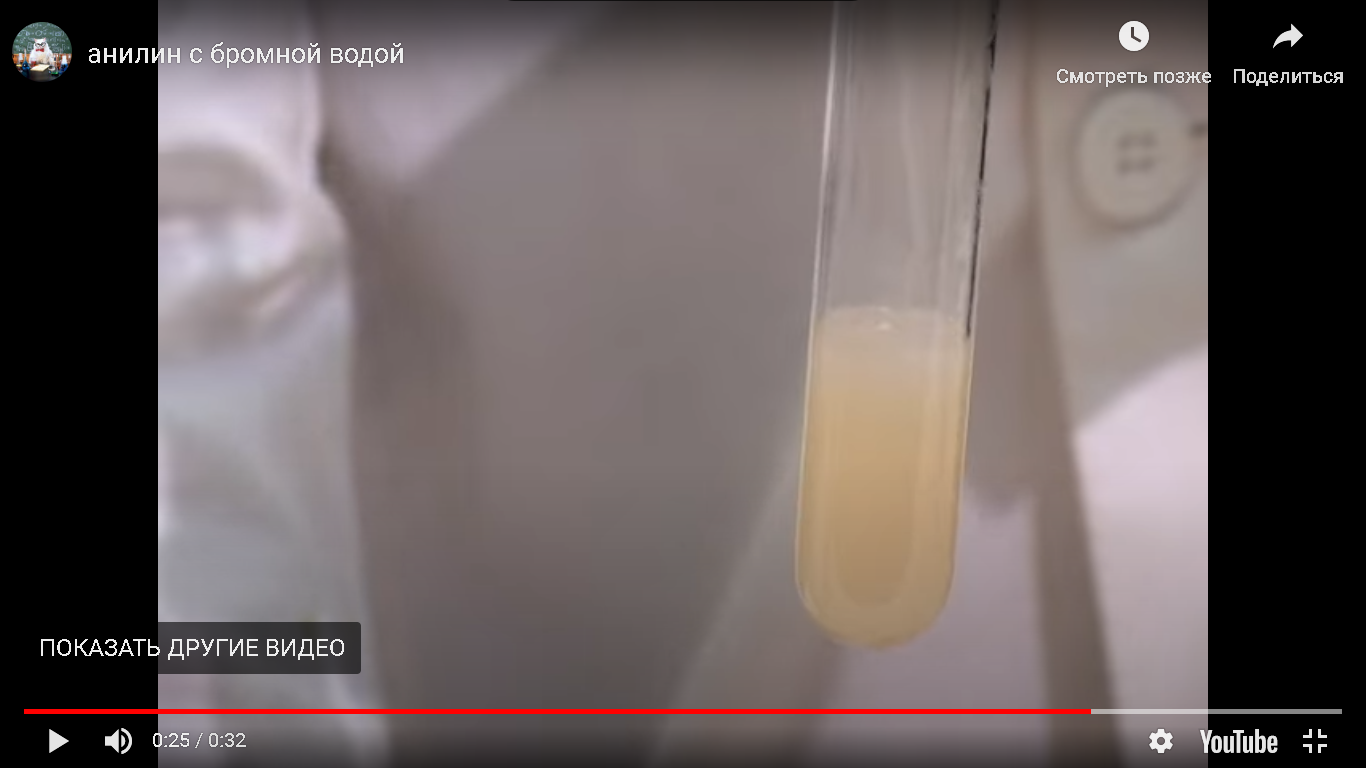 анилин с бромной водой
Смотреть позже
Поделиться
ПОКАЗАТЬ ДРУГИЕ ВИДЕО
0:25 / 0:32
YouTube